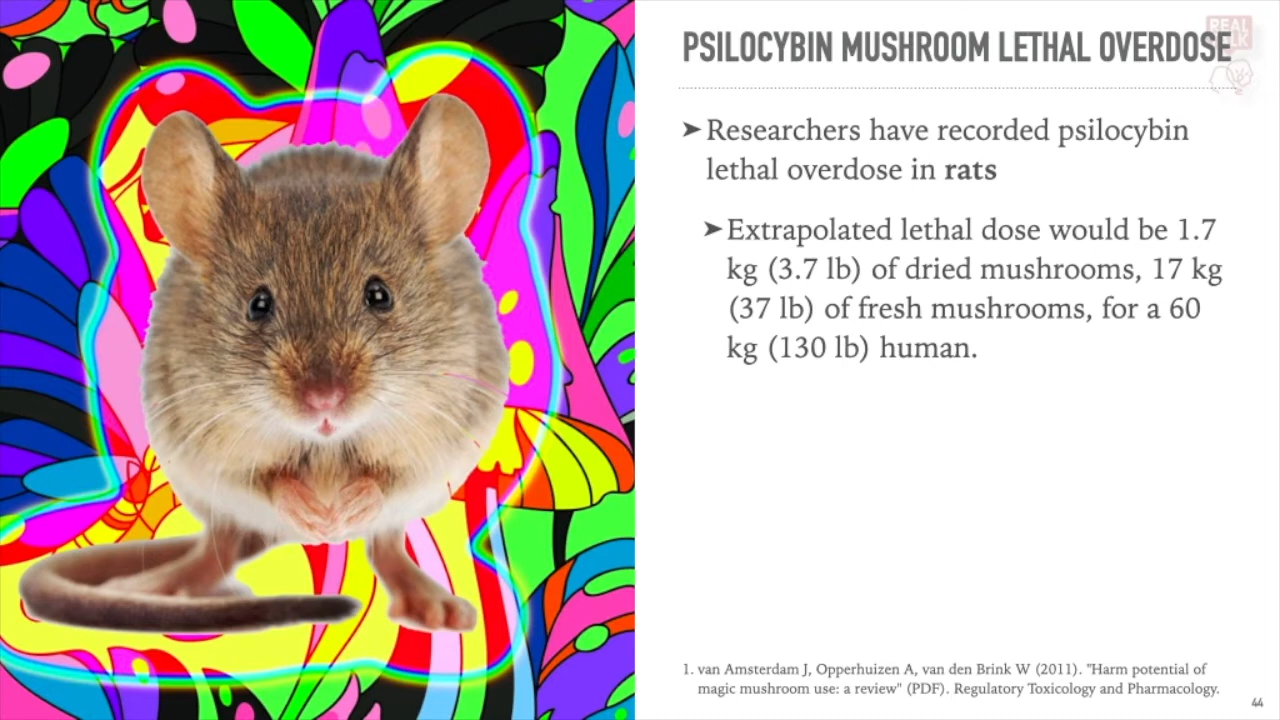 PSILOCYBIN MUSHROOM LETHAL OVERDOSE
➤ Researchers have recorded psilocybin
lethal overdose in rats
➤ Extrapolated lethal dose would be 1.7
kg (3.7 lb) of dried mushrooms, 17 kg
(37 lb) of fresh mushrooms, for a 60
kg (130 lb) human.
1. van Amsterdam J, Opperhuizen A, van den Brink W (2011). "Harm potential of
magic mushroom use: a review" (PDF). Regulatory Toxicology and Pharmacology.
44